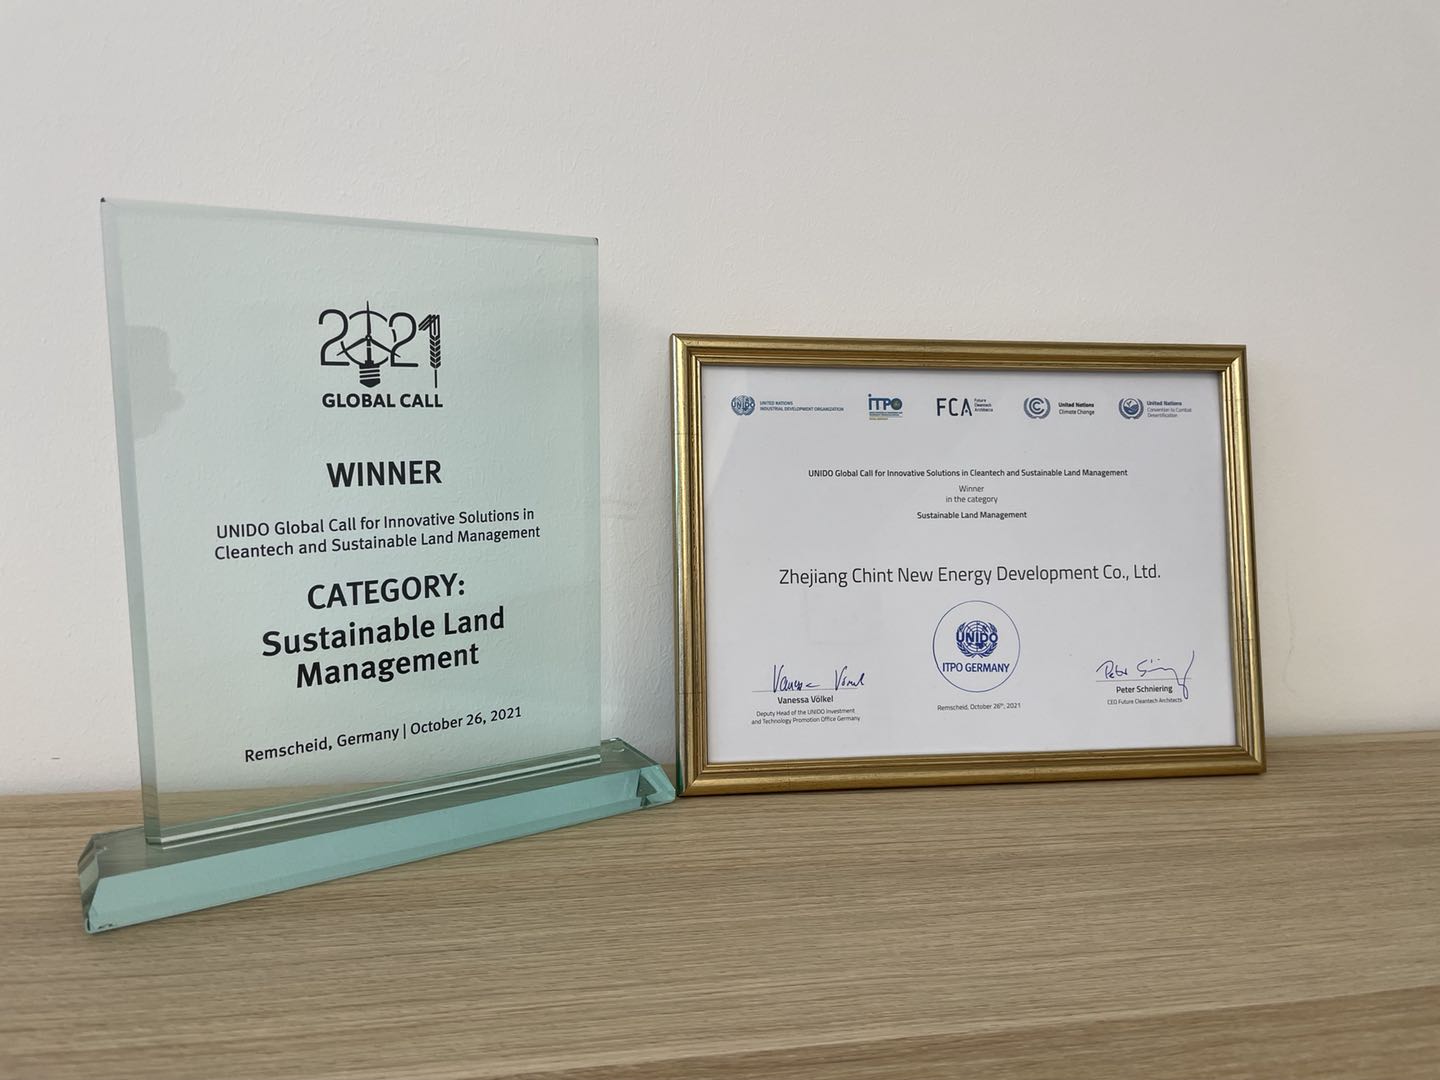 2021
GLOBAL CALL
WINNER
UNIDO Global Call for Innovative Solutions in
Cleantech and Sustainable Land Management
CATEGORY:
Sustainable Land
Management
Remscheid, Germany | October 26, 2021
UNIDO
UNITED NATIONS
INDUSTRIAL DEVELOPMENT ORGANIZATION
ITPO
FCA
Future
Cleantech
Architects
United Nations
Climate Change
United Nations
Convention to Combat
Desertification
UNIDO Global Call for Innovative Solutions in Cleantech and Sustainable Land Management
Winner
in the category
Sustainable Land Management
Zhejiang Chint New Energy Development Co., Ltd.
UNIDO
ITPO GERMANY
Remscheid, October 26th, 2021
Vanessa Völkel
Vanessa Völkel
Deputy Head of the UNIDO Investment
and Technology Promotion Office Germany
Peter Schniering
CEO Future Cleantech Architects